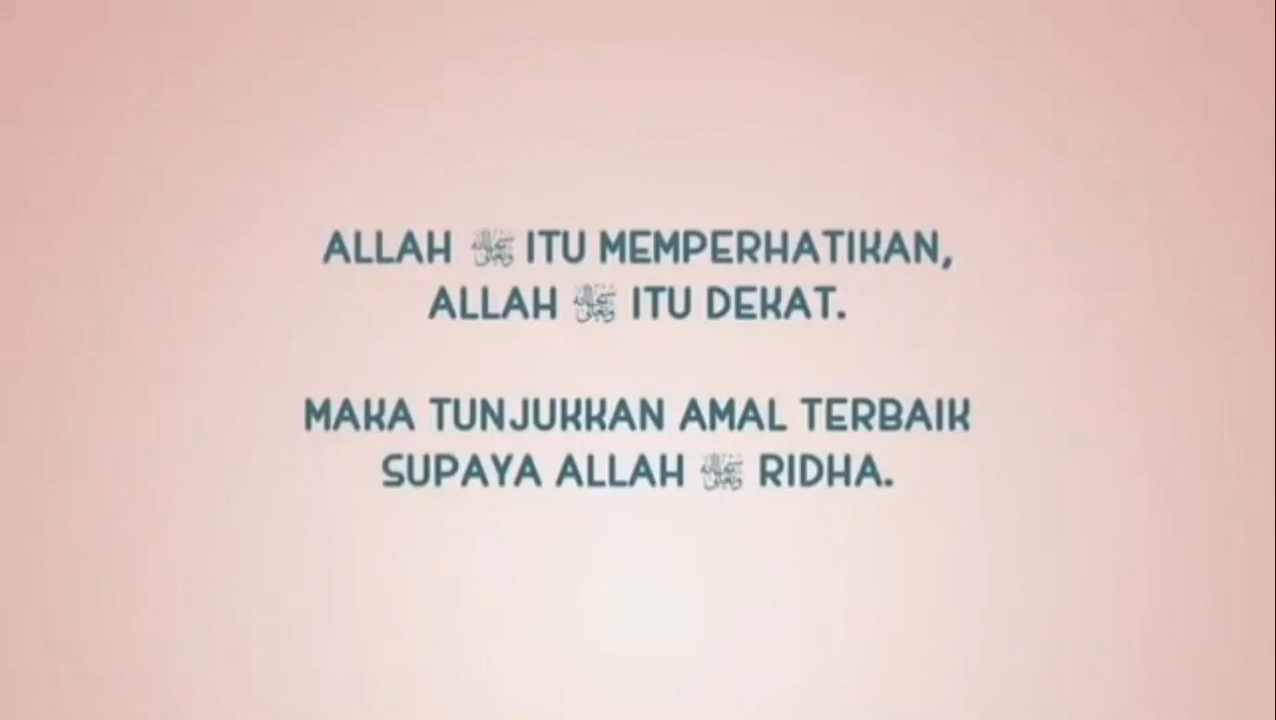 ALLAH ﷻ ITU MEMPERHATIKAN,
ALLAH ﷻ ITU DEKAT.
MAKA TUNJUKKAN AMAL TERBAIK
SUPAYA ALLAH ﷻ RIDHA.